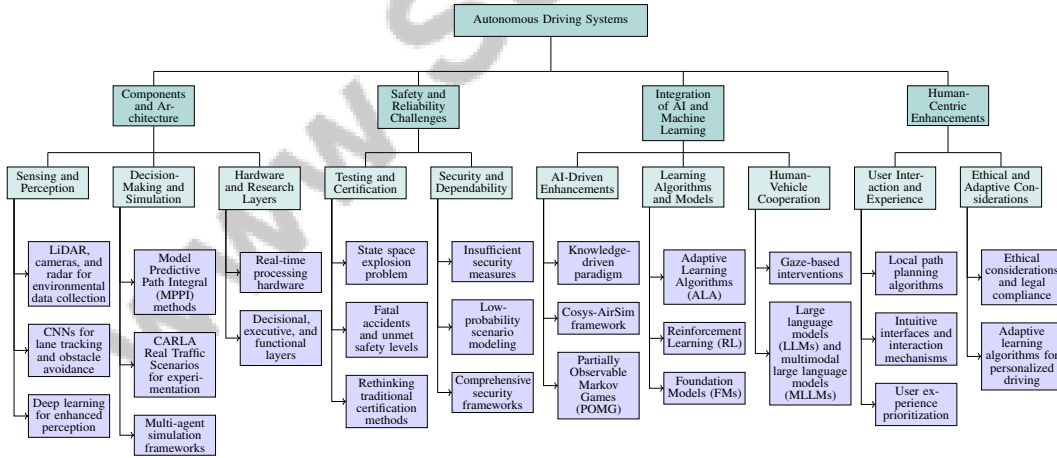 Autonomous Driving Systems
Components
and Ar-
chitecture
Safety and
Reliability
Challenges
Integration
of AI and
Machine
Learning
Human-
Centric
Enhancements
Sensing and
Perception
Decision-
Making and
Simulation
Hardware
and Research
Layers
Testing and
Certification
Security and
Dependability
AI-Driven
Enhancements
Learning
Algorithms
and Models
Human-
Vehicle
Cooperation
User Inter-
action and
Experience
Ethical and
Adaptive Con-
siderations
LiDAR,
cameras, and
radar for
environmental
data collection
CNNs for
lane tracking
and obstacle
avoidance
Deep learning
for enhanced
perception
Model
Predictive
Path Integral
(MPPI)
methods
CARLA
Real Traffic
Scenarios
for experi-
mentation
Multi-agent
simulation
frameworks
Real-time
processing
hardware
Decisional,
executive, and
functional
layers
State space
explosion
problem
Fatal
accidents
and unmet
safety levels
Rethinking
traditional
certification
methods
Insufficient
security
measures
Low-
probability
scenario
modeling
Comprehensive
security
frameworks
Knowledge-
driven
paradigm
Cosys-AirSim
framework
Partially
Observable
Markov
Games
(POMG)
Adaptive
Learning
Algorithms
(ALA)
Reinforcement
Learning (RL)
Foundation
Models (FMs)
Gaze-based
interventions
Large
language
models
(LLMs) and
multimodal
large language
models
(MLLMs)
Local path
planning
algorithms
Intuitive
interfaces and
interaction
mechanisms
User ex-
perience
prioritization
Ethical
considerations
and legal
compliance
Adaptive
learning
algorithms for
personalized
driving